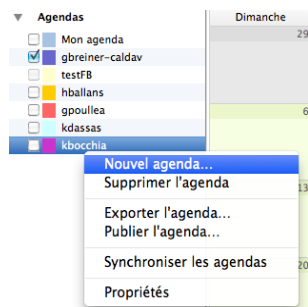 Agendas
Dimanche
29
Mon agenda
gbreiner-caldav
testFB
hballans
gpoullea
6
kdassas
kbocchia
Nouvel agenda...
Supprimer l'agenda
13
Exporter l'agenda...
Publier l'agenda...
Synchroniser les agendas
20
Propriétés